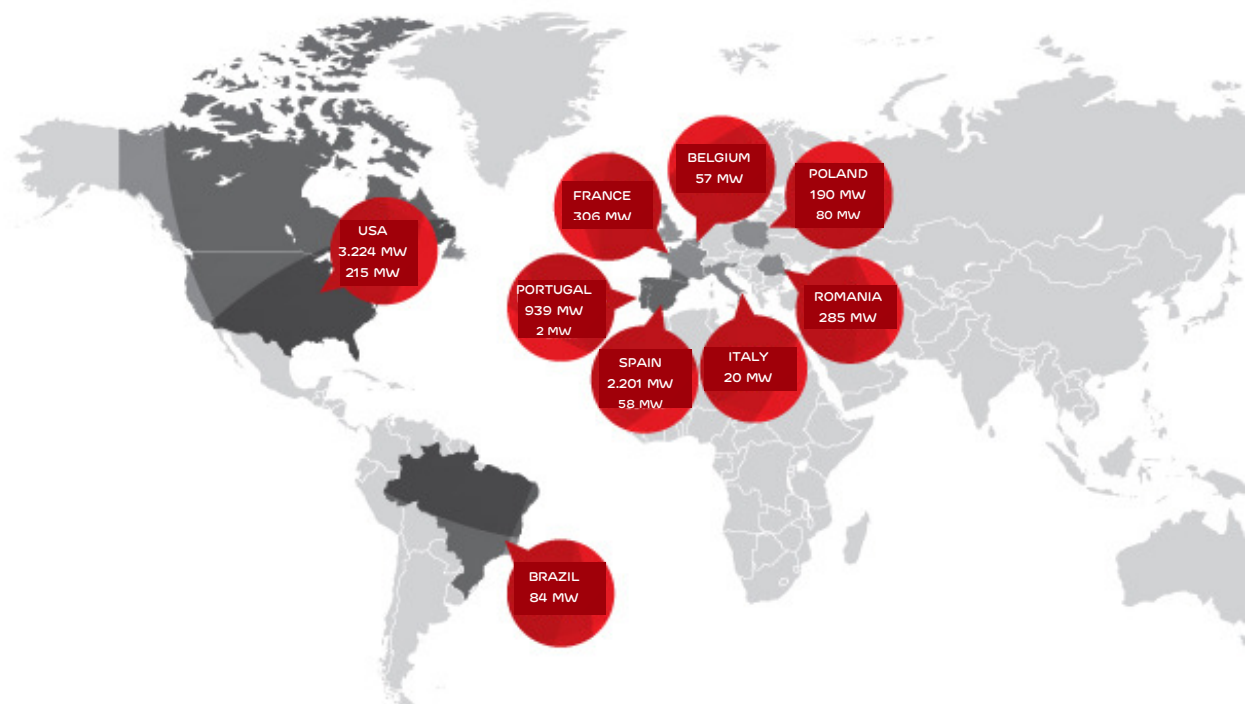 BELGIUM
57 MW
POLAND
190 MW
80 MW
FRANCE
306 MW
USA
3.224 MW
215 MW
PORTUGAL
939 MW
2 MW
ROMANIA
285 MW
SPAIN
2.201 MW
58 MW
ITALY
20 MW
BRAZIL
84 MW